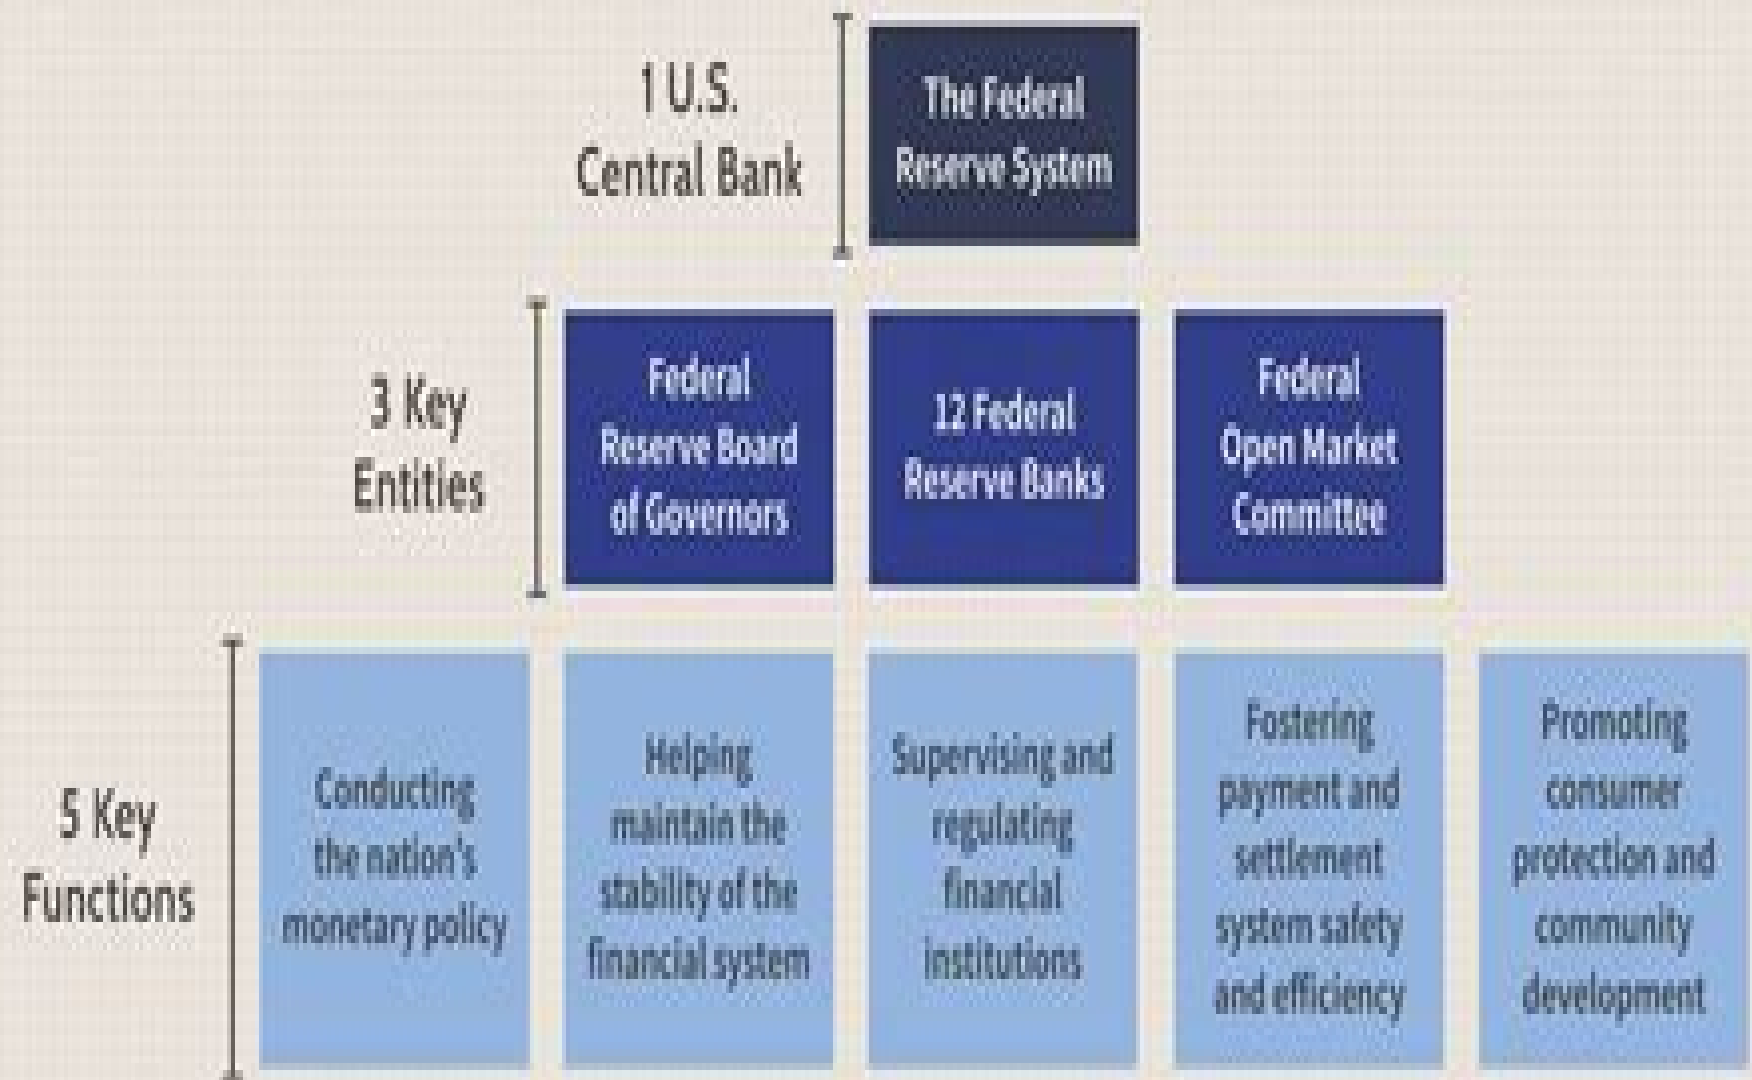 1 U.S.
Central Bank
The Federal
Reserve System
3 Key
Entities
Federal
Reserve Board
of Governors
12 Federal
Reserve Banks
Federal
Open Market
Committee
5 Key
Functions
Conducting
the nation's
monetary policy
Helping
maintain the
stability of the
financial system
Supervising and
regulating
financial
institutions
Fostering
payment and
settlement
system safety
and efficiency
Promoting
consumer
protection and
community
development